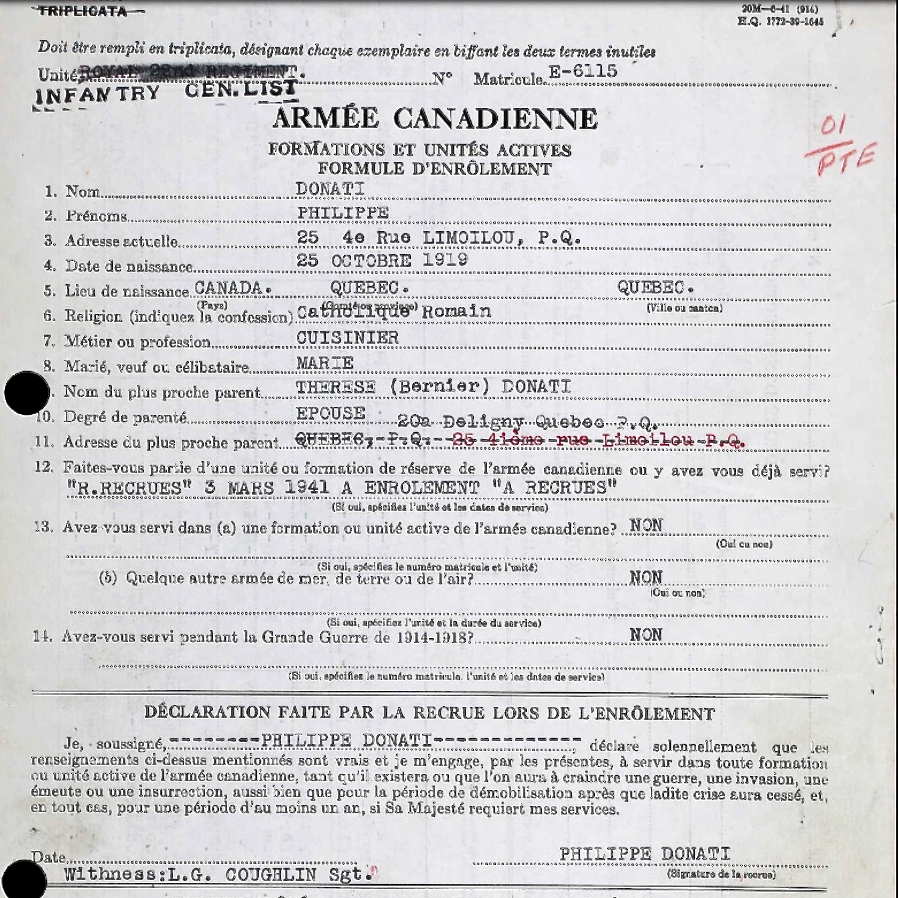 TRIPLICATA
20M—6-41 (916)
H.Q. 1772-39-1645
Doit être rempli en triplicata, désignant chaque exemplaire en biffant les deux termes inutiles
Unité ROYAL 22nd REGIMENT. N° Matricule E-6115
INFANTRY GEN. LIST
ARMÉE CANADIENNE
01
PTE
FORMATIONS ET UNITÉS ACTIVES
FORMULE D'ENRÔLEMENT
1. Nom DONATI
2. Prénoms PHILIPPE
3. Adresse actuelle 25 4e Rue LIMOILOU, P.Q.
4. Date de naissance 25 OCTOBRE 1919
5. Lieu de naissance CANADA. QUEBEC. QUEBEC.
(Pays) (Ville ou canton)
6. Religion (indiquez la confession) Catholique Romain
7. Métier ou profession CUISINIER
8. Marié, veuf ou célibataire MARIE
. Nom du plus proche parent THERESE (Bernier) DONATI
10. Degré de parenté EPOUSE 20a Deligny Quebec P.Q.
11. Adresse du plus proche parent QUEBEC, P.Q. 25 41ème rue Limoilou P.Q.
12. Faites-vous partie d'une unité ou formation de réserve de l'armée canadienne ou y avez vous déjà servi?
"R.RECRUES" 3 MARS 1941 A ENROLEMENT "A RECRUES"
(Si oui, spécifiez l'unité et les dates de service)
13. Avez-vous servi dans (a) une formation ou unité active de l'armée canadienne? NON
(Oui ou non)
(Si oui, spécifiez le numéro matricule et l'unité)
(b) Quelque autre armée de mer, de terre ou de l'air? NON
(Oui ou non)
(Si oui, spécifiez l'unité et la durée du service)
14. Avez-vous servi pendant la Grande Guerre de 1914-1918? NON
(Si oui, spécifiez le numéro matricule, l'unité et les dates de service)
DÉCLARATION FAITE PAR LA RECRUE LORS DE L'ENRÔLEMENT
Je, soussigné, ---------PHILIPPE DONATI--------------, déclare solennellement que les
renseignements ci-dessus mentionnés sont vrais et je m'engage, par les présentes, à servir dans toute formation
ou unité active de l'armée canadienne, tant qu'il existera ou que l'on aura à craindre une guerre, une invasion, une
émeute ou une insurrection, aussi bien que pour la période de démobilisation après que ladite crise aura cessé, et,
en tout cas, pour une période d'au moins un an, si Sa Majesté requiert mes services.
Date PHILIPPE DONATI
Withness:L.G. COUGHLIN Sgt. (Signature de la recrue)